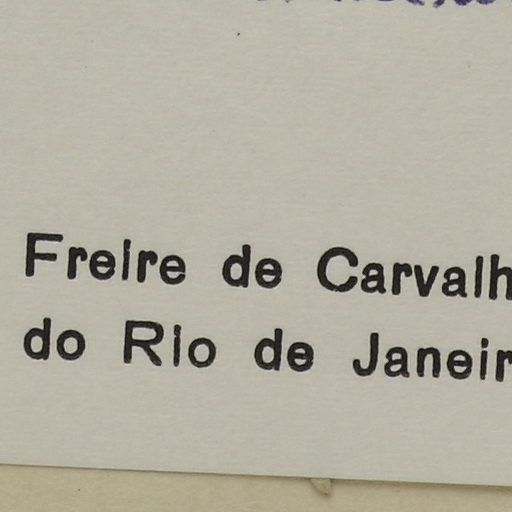 Freire de Carvalh
do Rio de Janeir